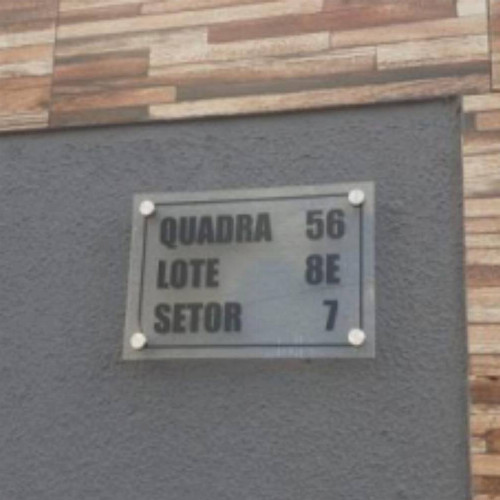 QUADRA 56
LOTE 8E
SETOR 7